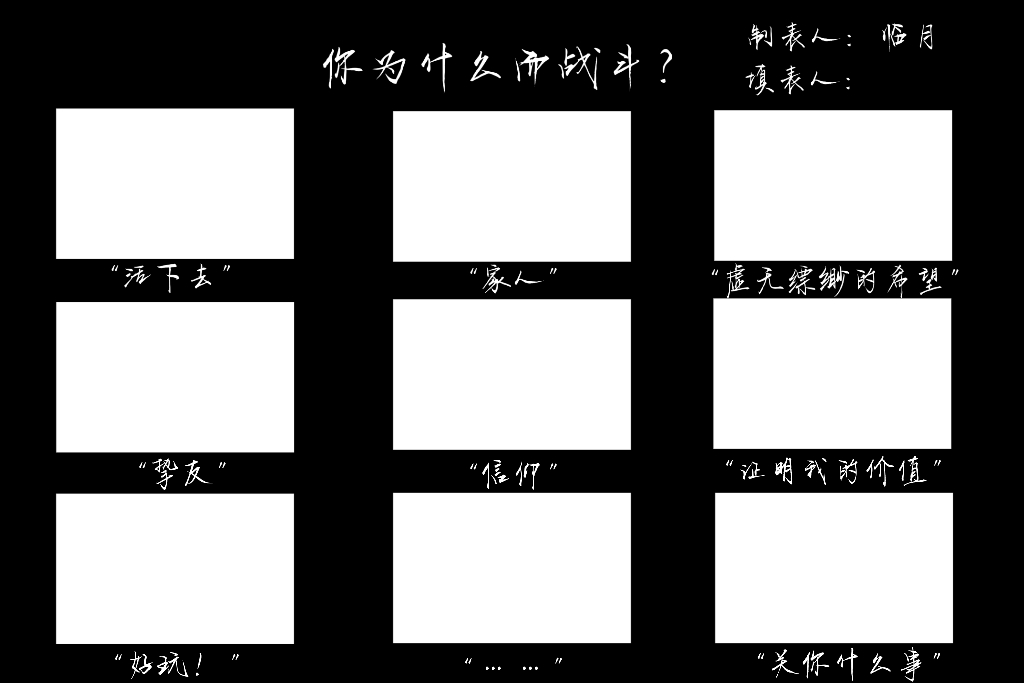 你为什么而战斗？
制表人：临月
填表人：
“活下去”
“家人”
“虚无缥缈的希望”
“挚友”
“信仰”
“证明我的价值”
“好玩！”
“… …”
“关你什么事”